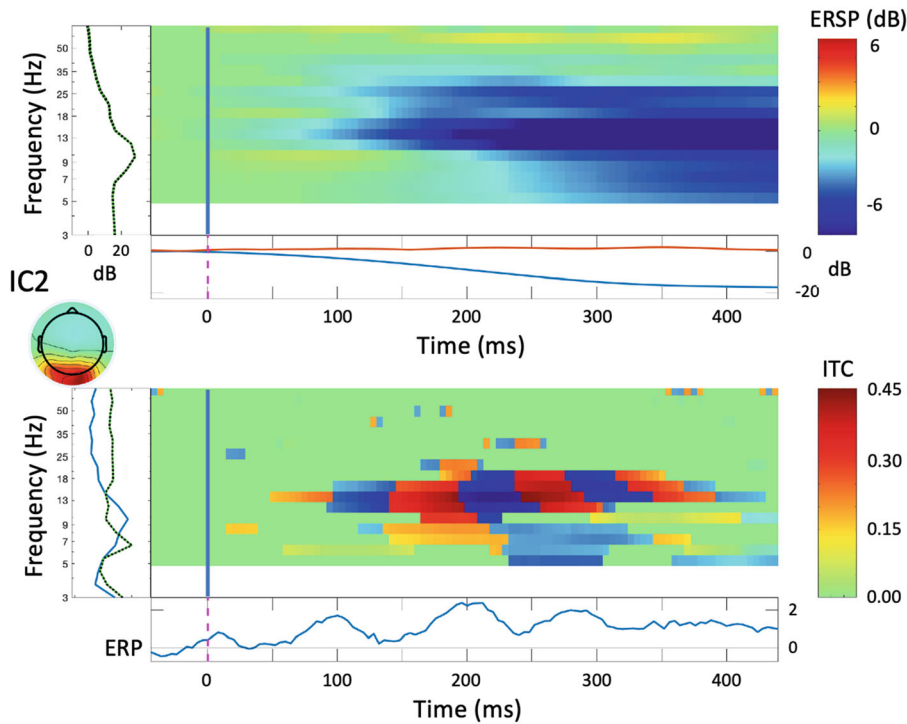 ERSP (dB)
Frequency (Hz)
50
35
25
18
13
9
7
5
3
6
0
-6
0 20
dB
0
dB
-20
IC2
0 100 200 300 400
Time (ms)
ITC
Frequency (Hz)
50
35
25
18
13
9
7
5
3
0.45
0.30
0.15
0.00
ERP
2
0
0 100 200 300 400
Time (ms)